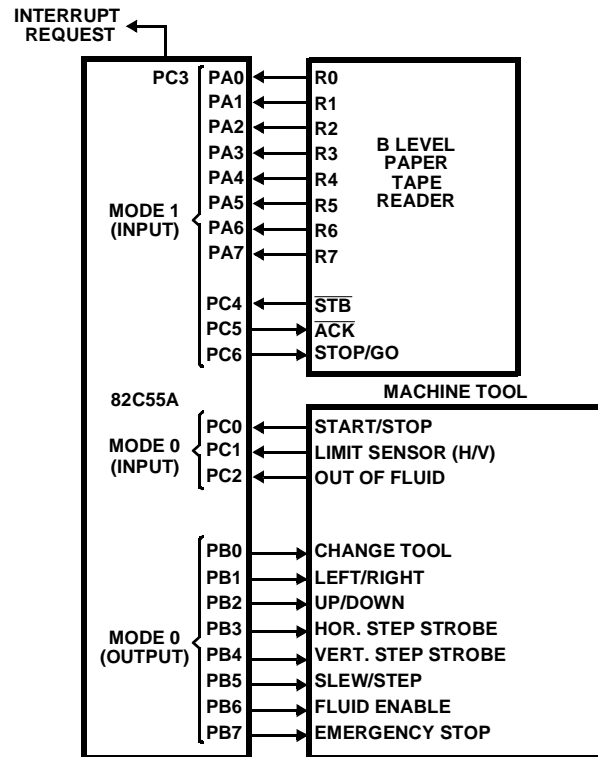 INTERRUPT
REQUEST
PC3 PA0 R0
PA1 R1
PA2 R2
PA3 R3
PA4 R4
PA5 R5
PA6 R6
PA7 R7
MODE 1
(INPUT)
B LEVEL
PAPER
TAPE
READER
PC4 STB
PC5 ACK
PC6 STOP/GO
MACHINE TOOL
82C55A
PC0 START/STOP
PC1 LIMIT SENSOR (H/V)
PC2 OUT OF FLUID
MODE 0
(INPUT)
PB0 CHANGE TOOL
PB1 LEFT/RIGHT
PB2 UP/DOWN
PB3 HOR. STEP STROBE
PB4 VERT. STEP STROBE
PB5 SLEW/STEP
PB6 FLUID ENABLE
PB7 EMERGENCY STOP
MODE 0
(OUTPUT)